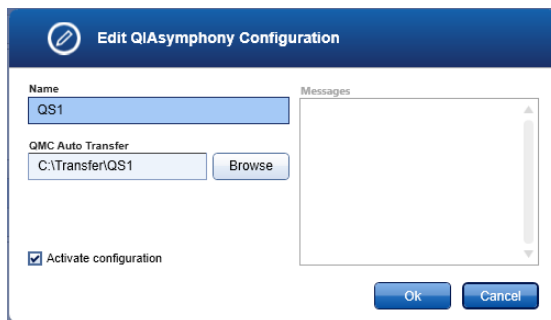 Edit QIAsymphony Configuration
Name
QS1
QMC Auto Transfer
C:\Transfer\QS1
Browse
Activate configuration
Messages
Ok
Cancel